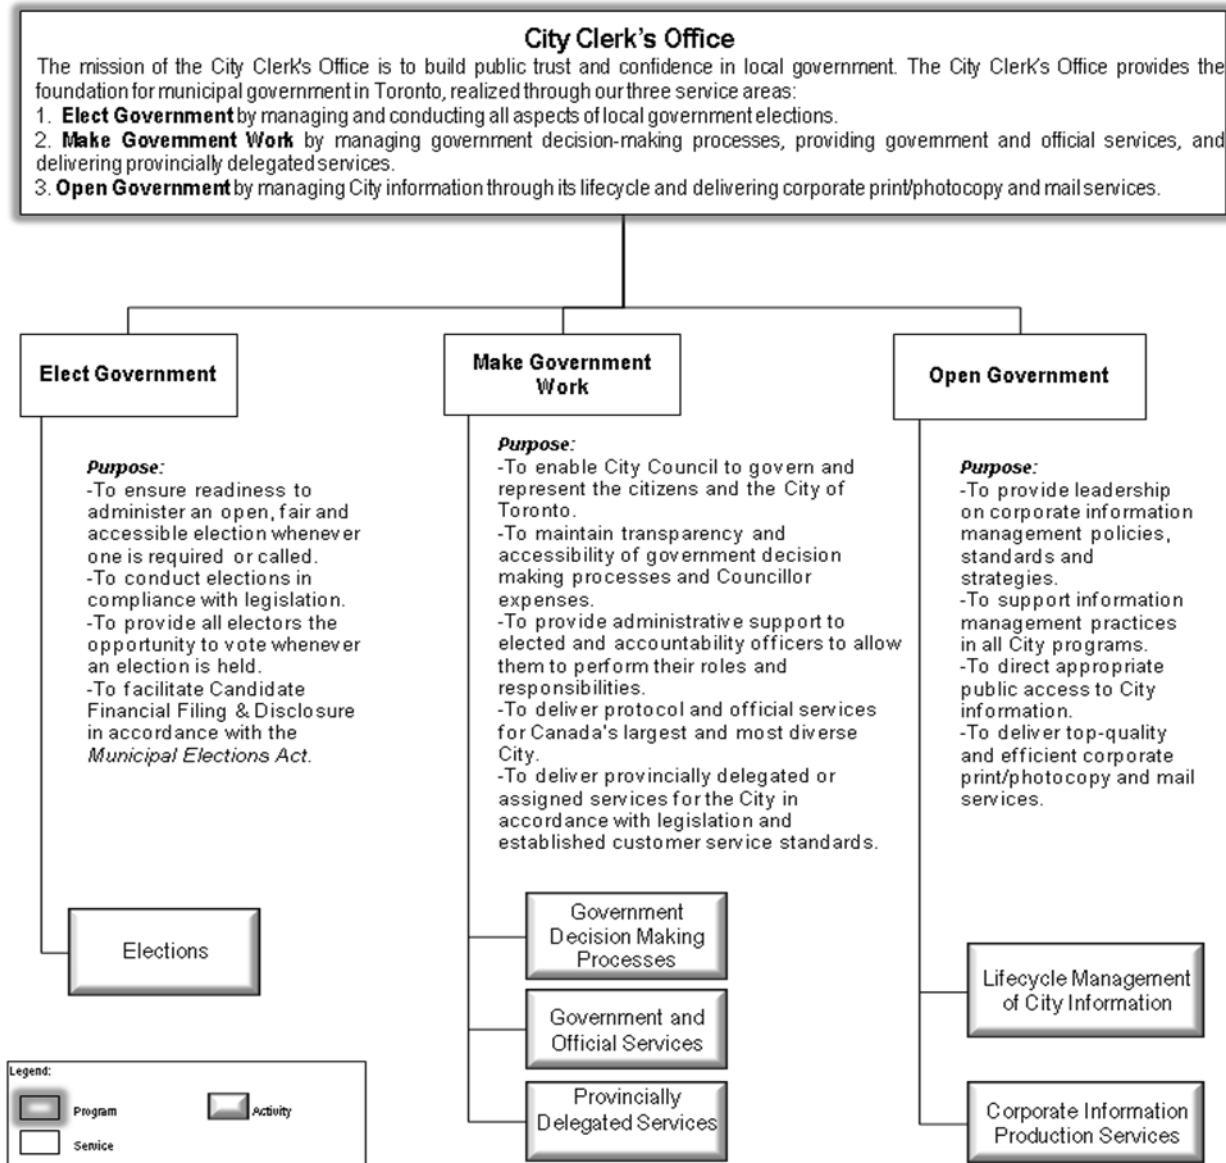 City Clerk's Office
The mission of the City Clerk's Office is to build public trust and confidence in local government. The City Clerk's Office provides the
foundation for municipal government in Toronto, realized through our three service areas:
1. Elect Government by managing and conducting all aspects of local government elections.
2. Make Government Work by managing government decision-making processes, providing government and official services, and
delivering provincially delegated services.
3. Open Government by managing City information through its lifecycle and delivering corporate print/photocopy and mail services.
Elect Government
Purpose:
-To ensure readiness to
administer an open, fair and
accessible election whenever
one is required or called.
-To conduct elections in
compliance with legislation.
-To provide all electors the
opportunity to vote whenever
an election is held.
-To facilitate Candidate
Financial Filing & Disclosure
in accordance with the
Municipal Elections Act.
Elections
Make Government
Work
Purpose:
-To enable City Council to govern and
represent the citizens and the City of
Toronto.
-To maintain transparency and
accessibility of government decision
making processes and Councillor
expenses.
-To provide administrative support to
elected and accountability officers to allow
them to perform their roles and
responsibilities.
-To deliver protocol and official services
for Canada's largest and most diverse
City.
-To deliver provincially delegated or
assigned services for the City in
accordance with legislation and
established customer service standards.
Government
Decision Making
Processes
Government and
Official Services
Provincially
Delegated Services
Open Government
Purpose:
-To provide leadership
on corporate information
management policies,
standards and
strategies.
-To support information
management practices
in all City programs.
-To direct appropriate
public access to City
information.
-To deliver top-quality
and efficient corporate
print/photocopy and mail
services.
Lifecycle Management
of City Information
Corporate Information
Production Services
Legend:
Program
Activity
Service